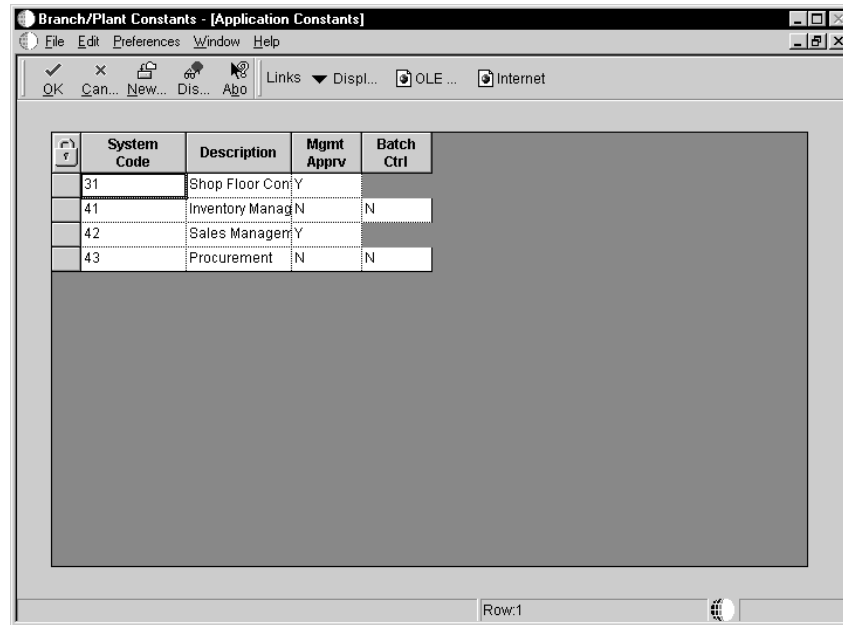 Branch/Plant Constants - [Application Constants]
File Edit Preferences Window Help
OK Can... New... Dis... Abo Links Displ... OLE ... Internet
System Code Description Mgmt Apprv Batch Ctrl
31 Shop Floor Con Y
41 Inventory Manag N N
42 Sales Managem Y
43 Procurement N N
Row:1